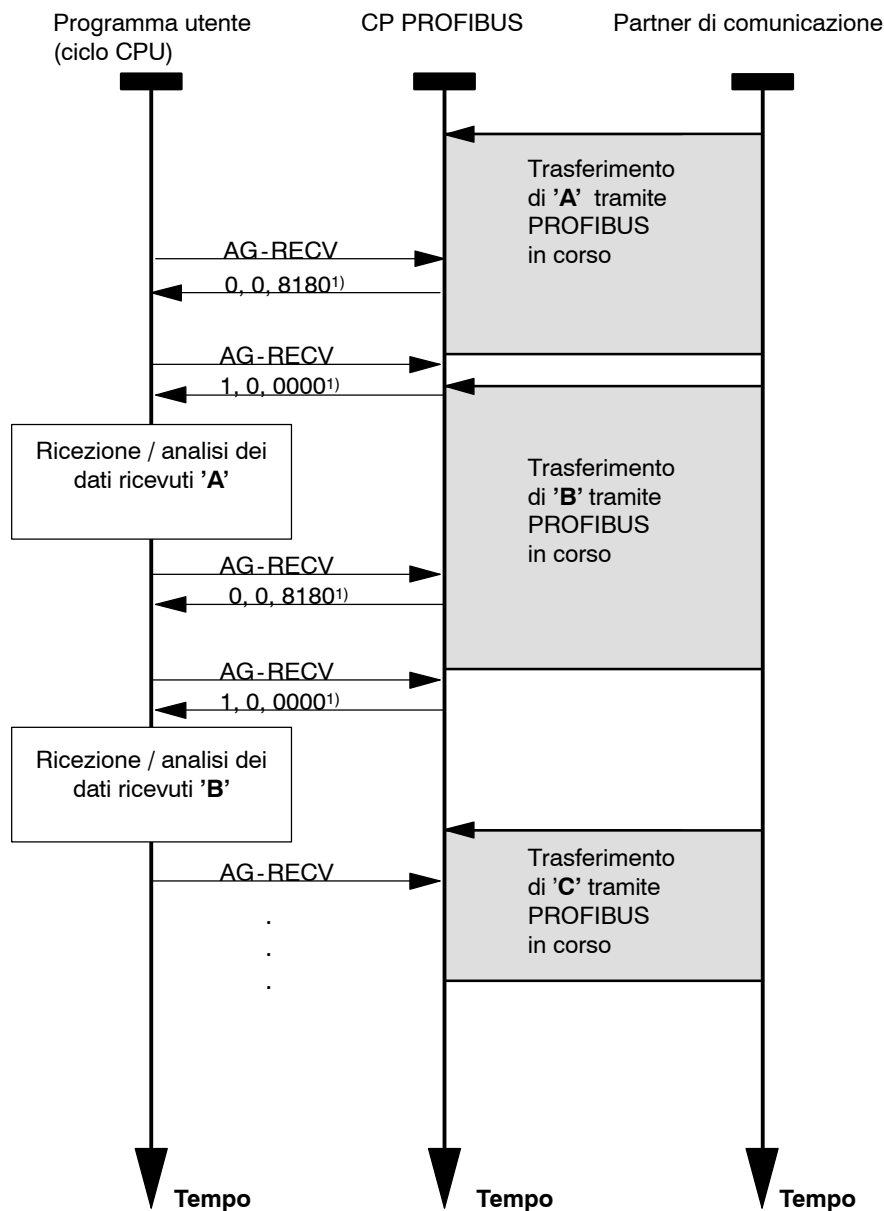 Programma utente
(ciclo CPU)
CP PROFIBUS
Partner di comunicazione
Trasferimento
di ’A’ tramite
PROFIBUS
in corso
AG-RECV
0, 0, 8180¹⁾
AG-RECV
1, 0, 0000¹⁾
Ricezione / analisi dei
dati ricevuti ’A’
Trasferimento
di ’B’ tramite
PROFIBUS
in corso
AG-RECV
0, 0, 8180¹⁾
AG-RECV
1, 0, 0000¹⁾
Ricezione / analisi dei
dati ricevuti ’B’
Trasferimento
di ’C’ tramite
PROFIBUS
in corso
AG-RECV
.
.
.
Tempo
Tempo
Tempo